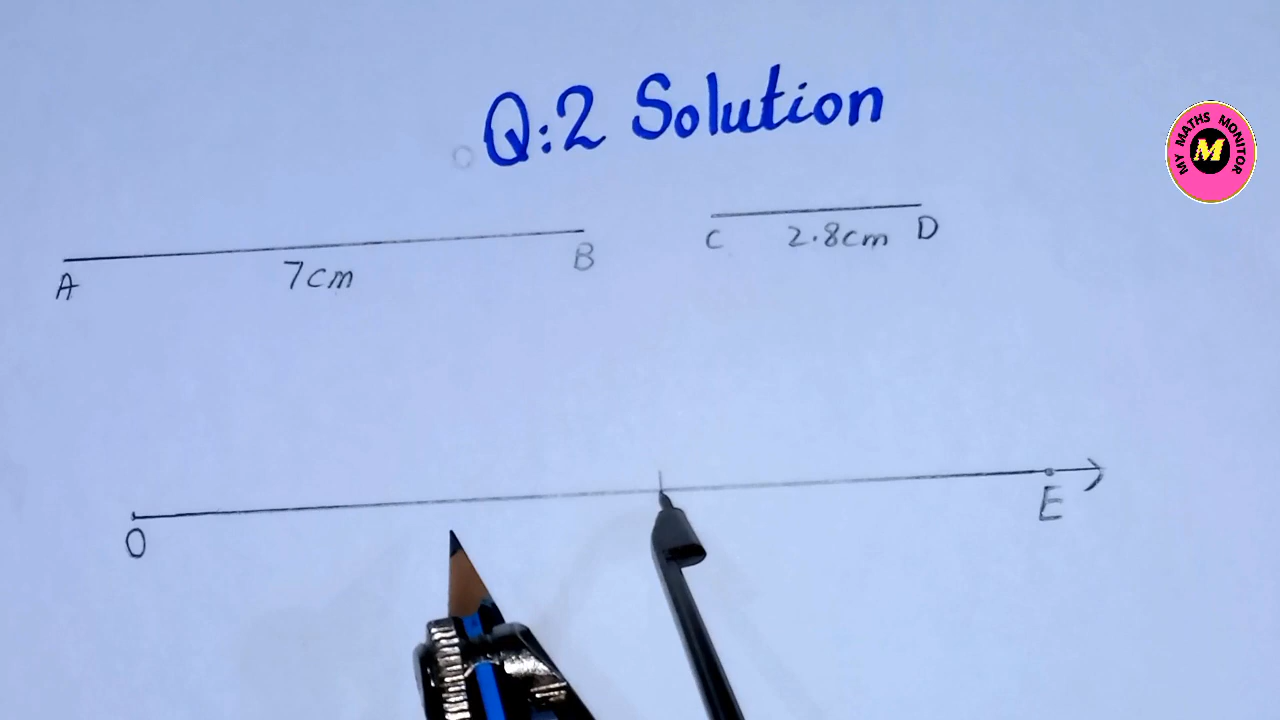 Q:2 Solution
MY MATHS MONITOR
M
A 7cm B
C 2.8cm D
O E